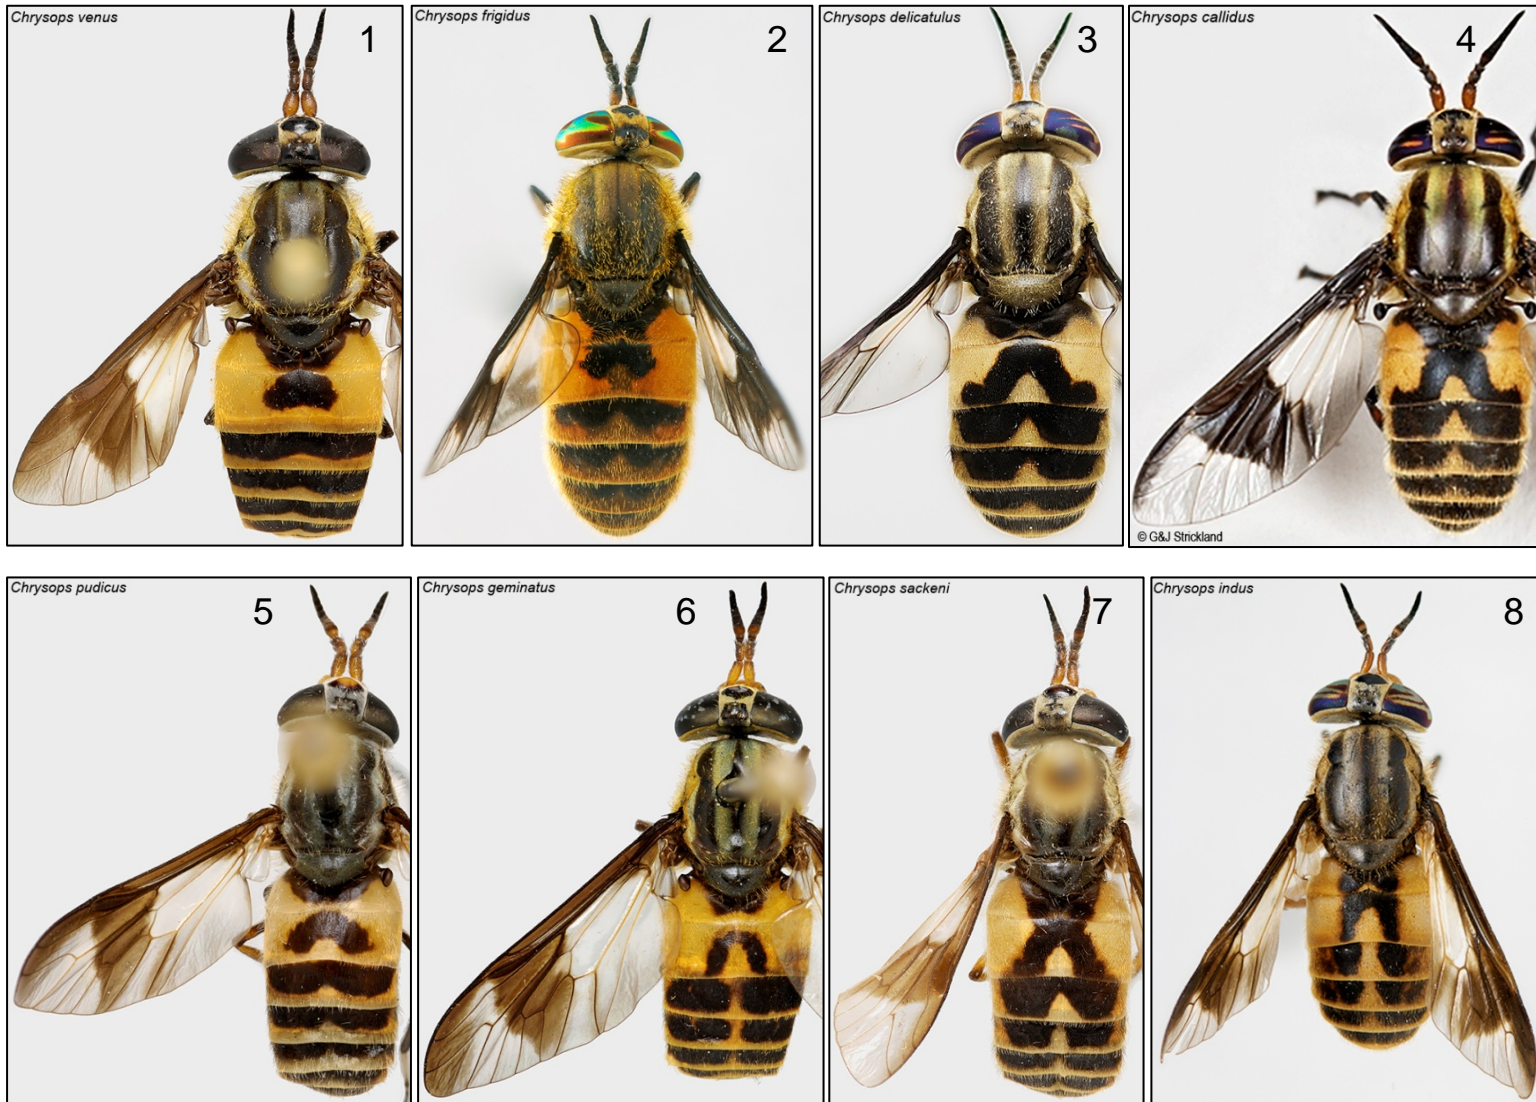 Chrysops venus 1
Chrysops frigidus 2
Chrysops delicatulus 3
Chrysops callidus 4
© G&J Strickland
Chrysops pudicus 5
Chrysops geminatus 6
Chrysops sackeni 7
Chrysops indus 8